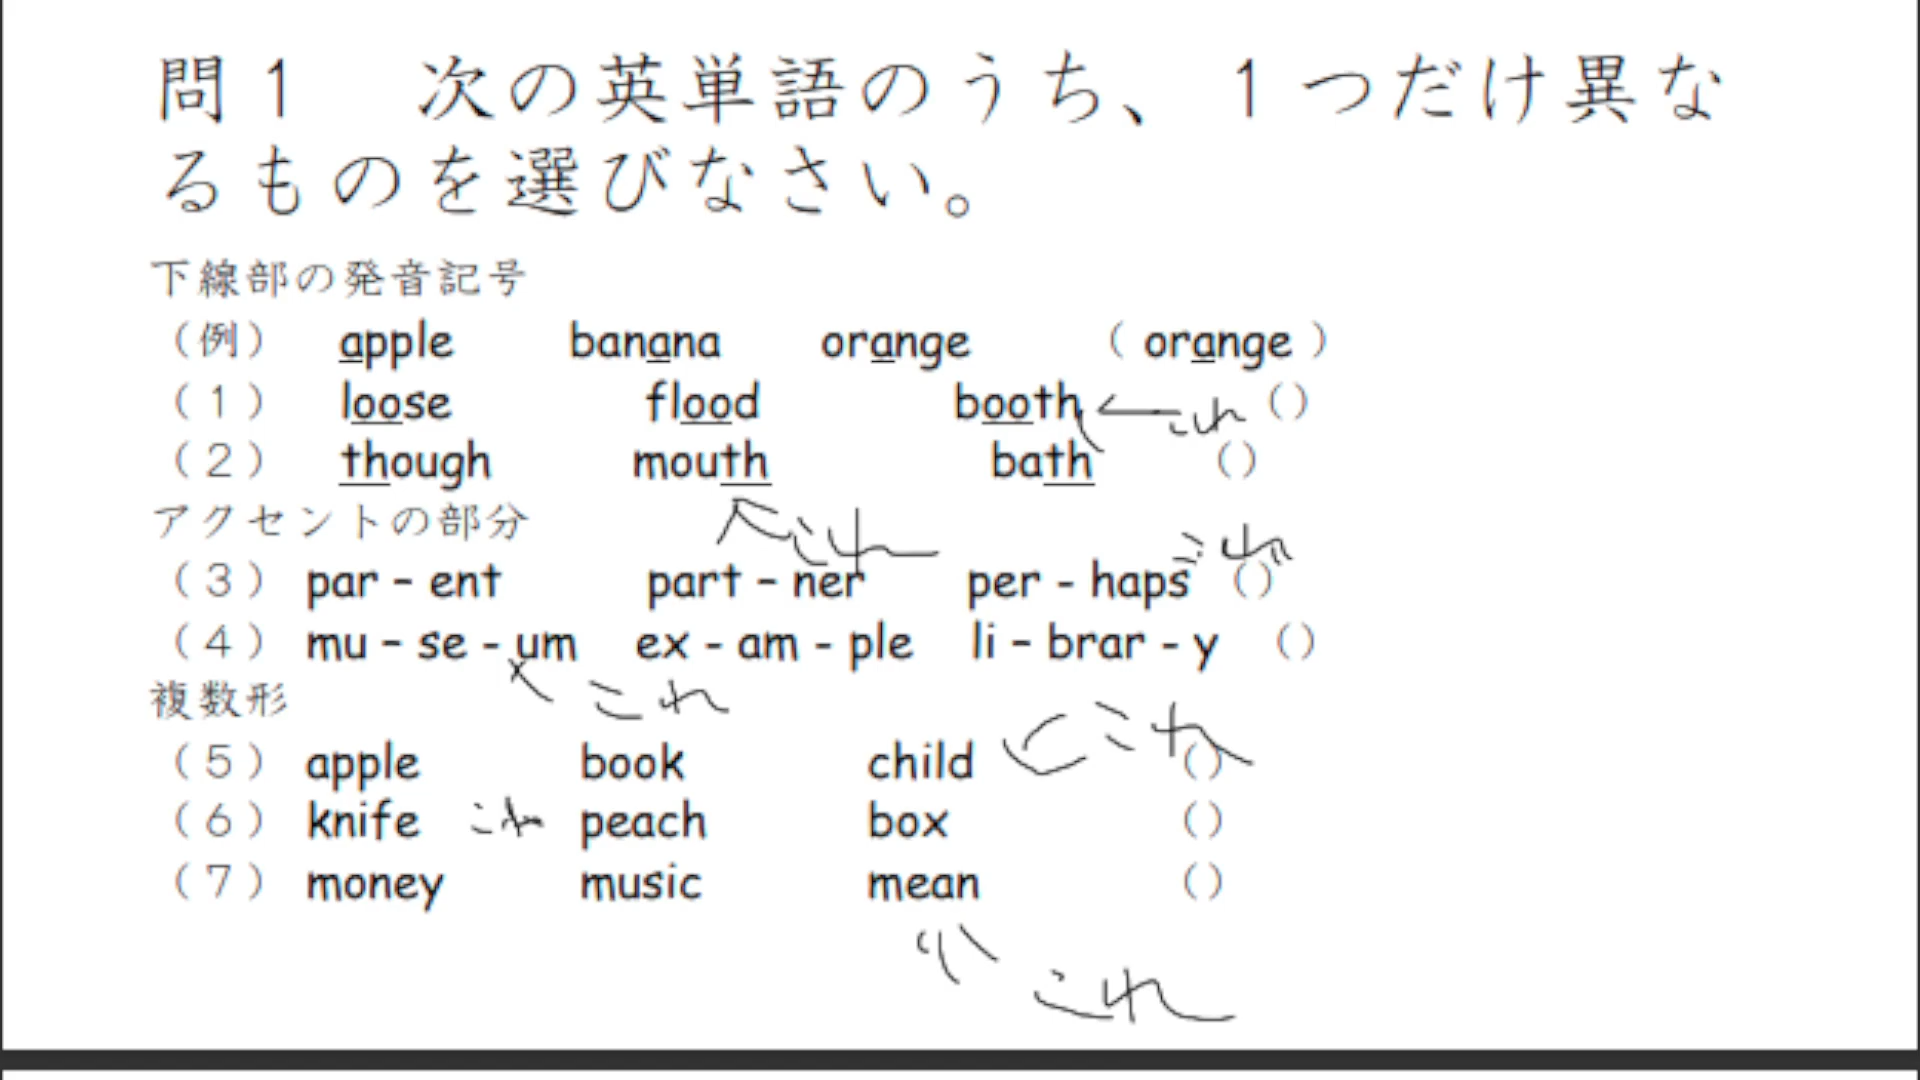 問1　次の英単語のうち、1つだけ異な
るものを選びなさい。
下線部の発音記号
（例）　apple　banana　orange　（ orange ）
（1）　loose　flood　booth　←これ　（）
（2）　though　mouth　bath　（）
アクセントの部分　これ　これ
（3）　par – ent　part – ner　per - haps　（）
（4）　mu – se - um　ex - am - ple　li – brar - y　（）
複数形　これ　これ
（5）　apple　book　child　（）
（6）　knife　これ　peach　box　（）
（7）　money　music　mean　（）
これ